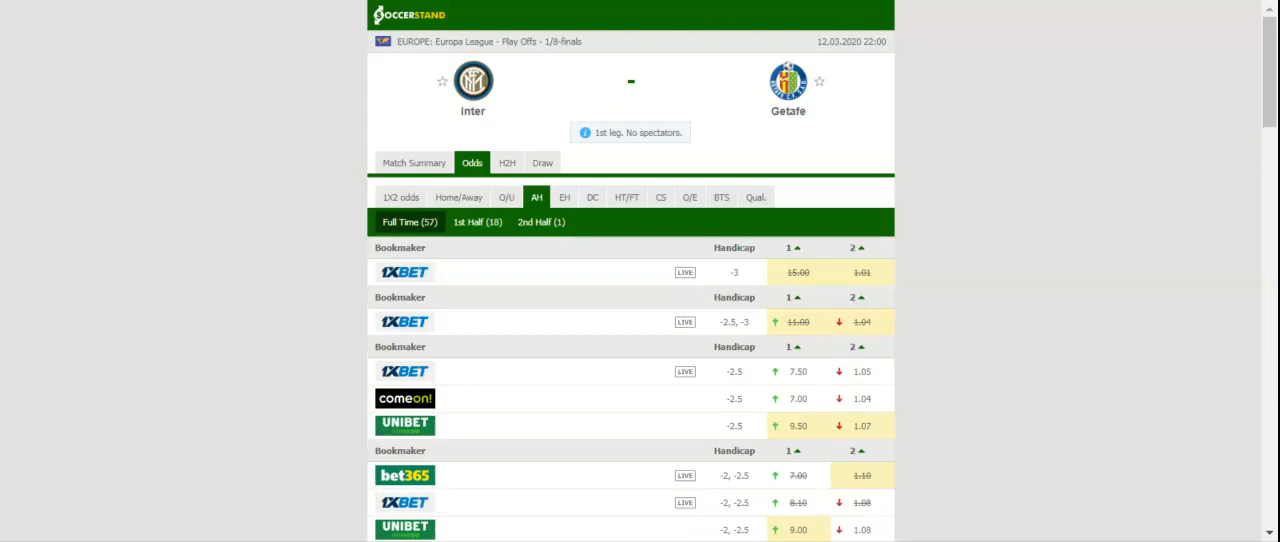 SOCCERSTAND
EUROPE: Europa League - Play Offs - 1/8-finals 12.03.2020 22:00
Inter - Getafe
1st leg. No spectators.
Match Summary Odds H2H Draw
1X2 odds Home/Away O/U AH EH DC HT/FT CS O/E BTS Qual.
Full Time (57) 1st Half (18) 2nd Half (1)
Bookmaker Handicap 1 2
1XBET LIVE -3 15.00 1.01
Bookmaker Handicap 1 2
1XBET LIVE -2.5, -3 11.00 1.04
Bookmaker Handicap 1 2
1XBET LIVE -2.5 7.50 1.05
comeon! -2.5 7.00 1.04
UNIBET -2.5 9.50 1.07
Bookmaker Handicap 1 2
bet365 LIVE -2, -2.5 7.00 1.10
1XBET LIVE -2, -2.5 8.10 1.08
UNIBET -2, -2.5 9.00 1.08